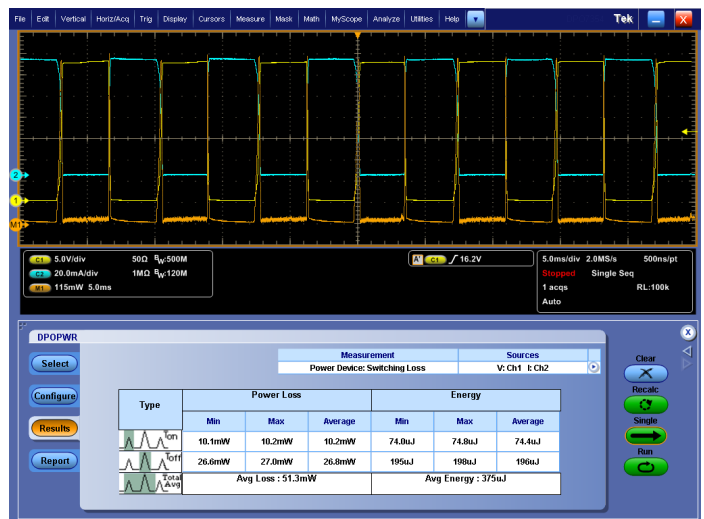 File Edit Vertical Horiz/Acq Trig Display Cursors Measure Mask Math MyScope Analyze Utilities Help Tek X
2
1
M1
C1 5.0V/div 50Ω BW:500M
C2 20.0mA/div 1MΩ BW:120M
M1 115mW 5.0ms
A' C1 16.2V
5.0ms/div 2.0MS/s 500ns/pt
Stopped Single Seq
1 acqs RL:100k
Auto
DPOPWR X
Select
Configure
Results
Report
Measurement Sources
Power Device: Switching Loss V: Ch1 I: Ch2
Type Power Loss Energy
Min Max Average Min Max Average
Ton 10.1mW 10.2mW 10.2mW 74.0uJ 74.8uJ 74.4uJ
Toff 26.6mW 27.0mW 26.8mW 195uJ 198uJ 196uJ
Total Avg Avg Loss : 51.3mW Avg Energy : 375uJ
Clear
Recalc
Single
Run